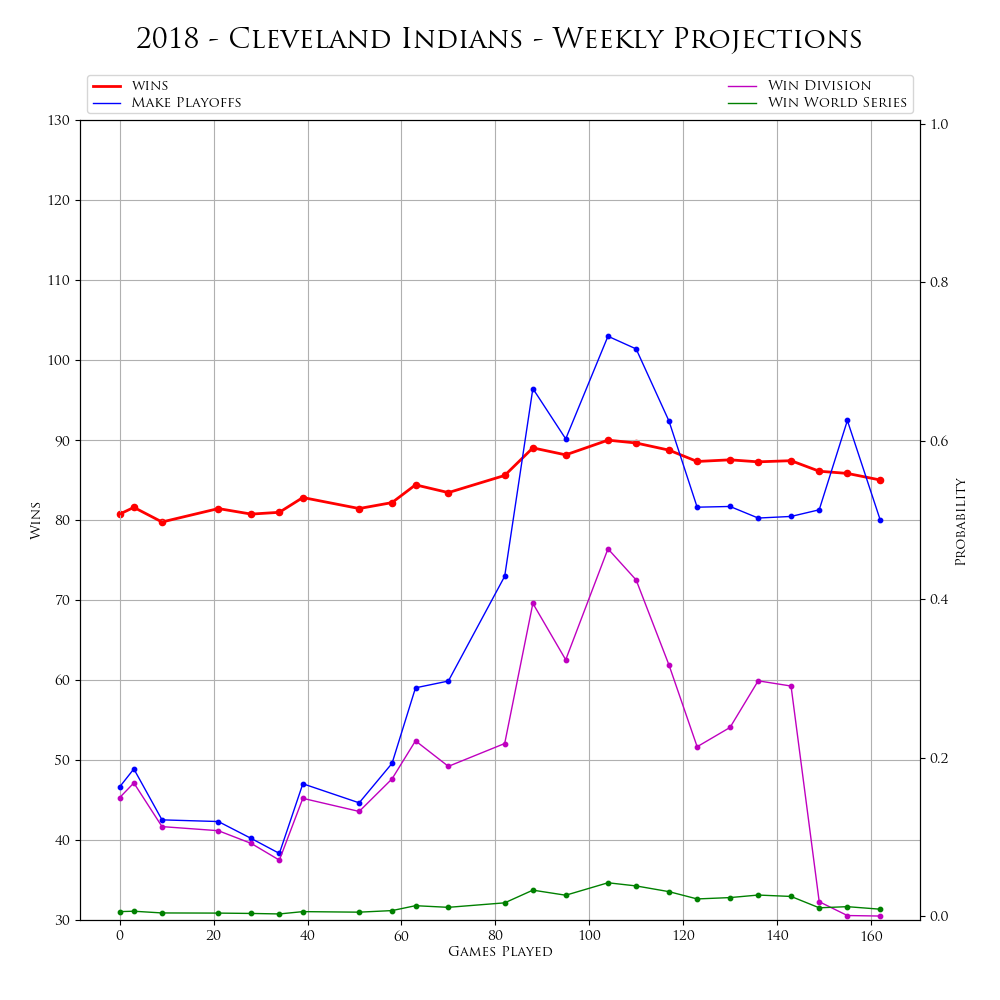 2018 - Cleveland Indians - Weekly Projections
wins
Make Playoffs
Win Division
Win World Series
130
120
110
100
90
80
70
60
50
40
30
Wins
1.0
0.8
0.6
0.4
0.2
0.0
Probability
0 20 40 60 80 100 120 140 160
Games Played